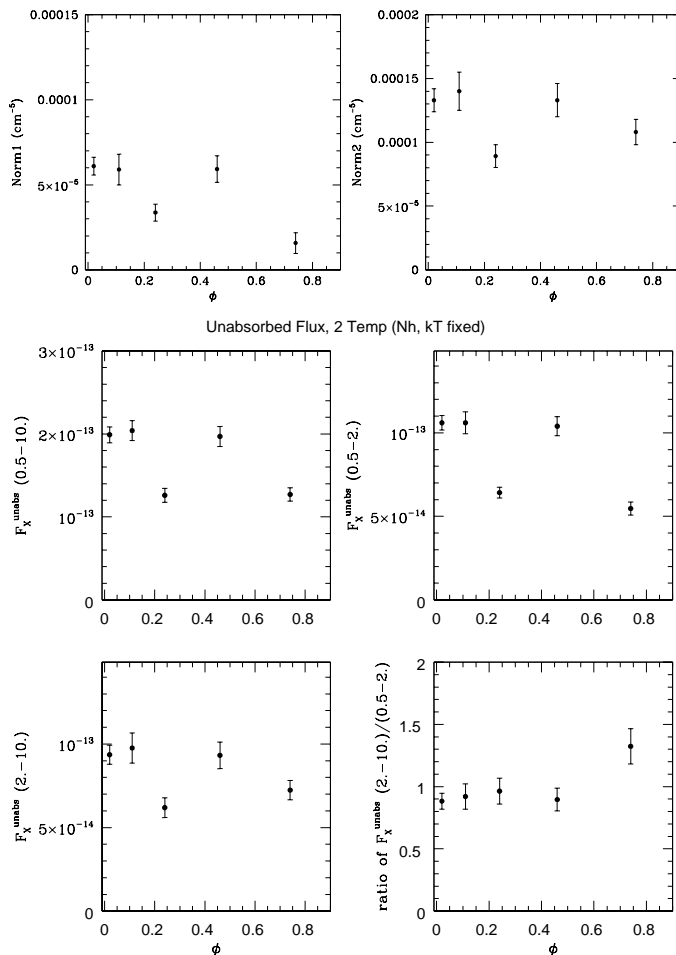 0.00015
0.0001
5×10⁻⁵
0
Norm1 (cm⁻⁵)
0 0.2 0.4 0.6 0.8
ϕ
0.0002
0.00015
0.0001
5×10⁻⁵
0
Norm2 (cm⁻⁵)
0 0.2 0.4 0.6 0.8
ϕ
Unabsorbed Flux, 2 Temp (Nh, kT fixed)
3×10⁻¹³
2×10⁻¹³
10⁻¹³
0
F_X^unabs (0.5−10.)
0 0.2 0.4 0.6 0.8
10⁻¹³
5×10⁻¹⁴
0
F_X^unabs (0.5−2.)
0 0.2 0.4 0.6 0.8
10⁻¹³
5×10⁻¹⁴
0
F_X^unabs (2.−10.)
0 0.2 0.4 0.6 0.8
ϕ
2
1.5
1
0.5
0
ratio of F_X^unabs (2.−10.)/(0.5−2.)
0 0.2 0.4 0.6 0.8
ϕ